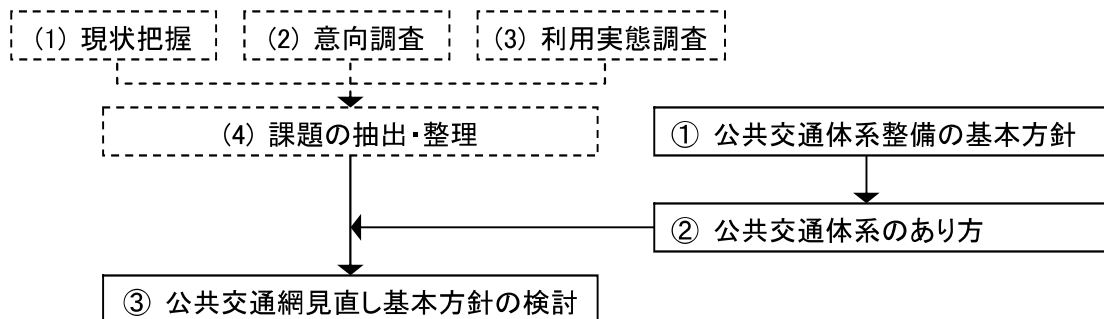 (1) 現状把握
(2) 意向調査
(3) 利用実態調査
(4) 課題の抽出・整理
① 公共交通体系整備の基本方針
② 公共交通体系のあり方
③ 公共交通網見直し基本方針の検討